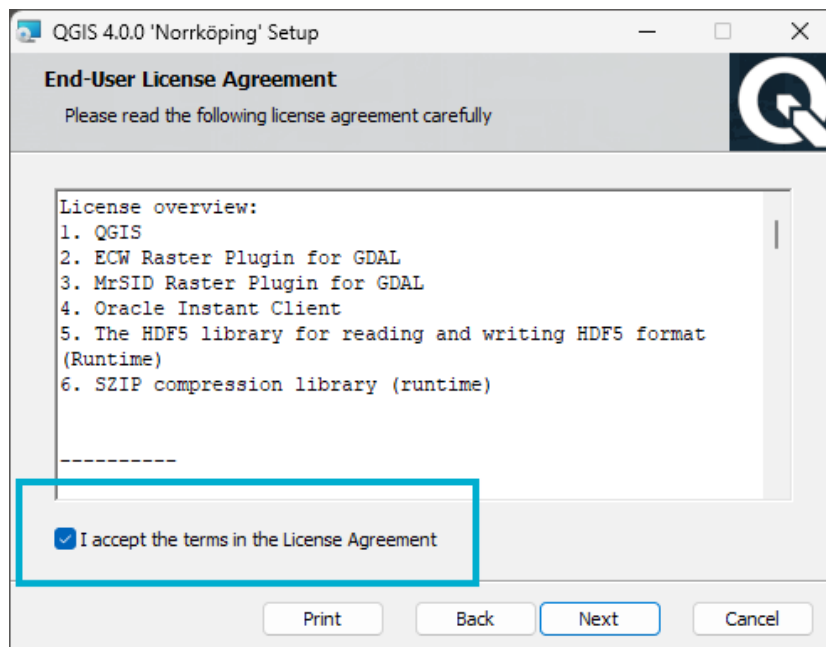 QGIS 4.0.0 'Norrköping' Setup
End-User License Agreement
Please read the following license agreement carefully
License overview:
1. QGIS
2. ECW Raster Plugin for GDAL
3. MrSID Raster Plugin for GDAL
4. Oracle Instant Client
5. The HDF5 library for reading and writing HDF5 format
(Runtime)
6. SZIP compression library (runtime)
----------
I accept the terms in the License Agreement
Print Back Next Cancel